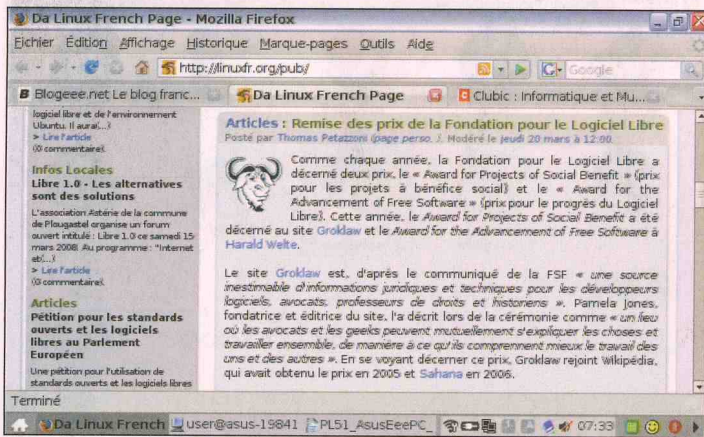 Da Linux French Page - Mozilla Firefox
Fichier Édition Affichage Historique Marque-pages Outils Aide
http://linuxfr.org/pub/
Google
Blogeee.net Le blog franc...
Da Linux French Page
Clubic : Informatique et Mu...
logiciel libre et de l'environnement
Ubuntu. Il aura(...)
> Lire l'article
(0 commentaire).
Infos Locales
Libre 1.0 - Les alternatives
sont des solutions
L'association Astérie de la commune
de Plougastel organise un forum
ouvert intitulé : Libre 1.0 ce samedi 15
mars 2008. Au programme : "Internet
et(...)
> Lire l'article
(0 commentaire).
Articles
Pétition pour les standards
ouverts et les logiciels
libres au Parlement
Européen
Une pétition pour l'utilisation de
standards ouverts et les logiciels libres
Articles : Remise des prix de la Fondation pour le Logiciel Libre
Posté par Thomas Petazzoni (page perso. ). Modéré le jeudi 20 mars à 12:00.
Comme chaque année, la Fondation pour le Logiciel Libre a
décerné deux prix, le « Award for Projects of Social Benefit » (prix
pour les projets à bénéfice social) et le « Award for the
Advancement of Free Software » (prix pour le progrès du Logiciel
Libre). Cette année, le Award for Projects of Social Benefit a été
décerné au site Groklaw et le Award for the Advancement of Free Software à
Harald Welte.
Le site Groklaw est, d'après le communiqué de la FSF « une source
inestimable d'informations juridiques et techniques pour les développeurs
logiciels, avocats, professeurs de droits et historiens ». Pamela Jones,
fondatrice et éditrice du site, l'a décrit lors de la cérémonie comme « un lieu
où les avocats et les geeks peuvent mutuellement s'expliquer les choses et
travailler ensemble, de manière à ce qu'ils comprennent mieux le travail des
uns et des autres ». En se voyant décerner ce prix, Groklaw rejoint Wikipédia,
qui avait obtenu le prix en 2005 et Sahana en 2006.
Terminé
Da Linux French
user@asus-19841
PL51_AsusEeePC_
07:33